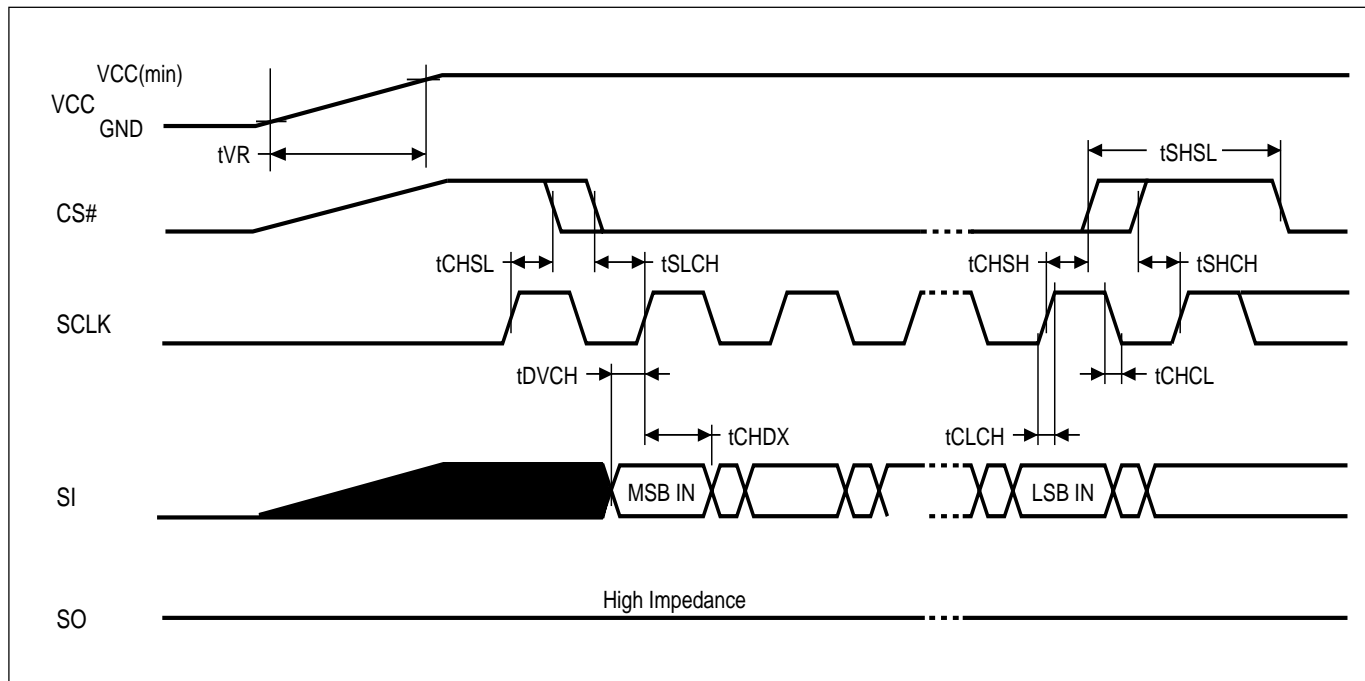 VCC(min)
VCC
GND
tVR
tSHSL
CS#
tCHSL
tSLCH
tCHSH
tSHCH
SCLK
tDVCH
tCHCL
tCHDX
tCLCH
SI
MSB IN
LSB IN
High Impedance
SO